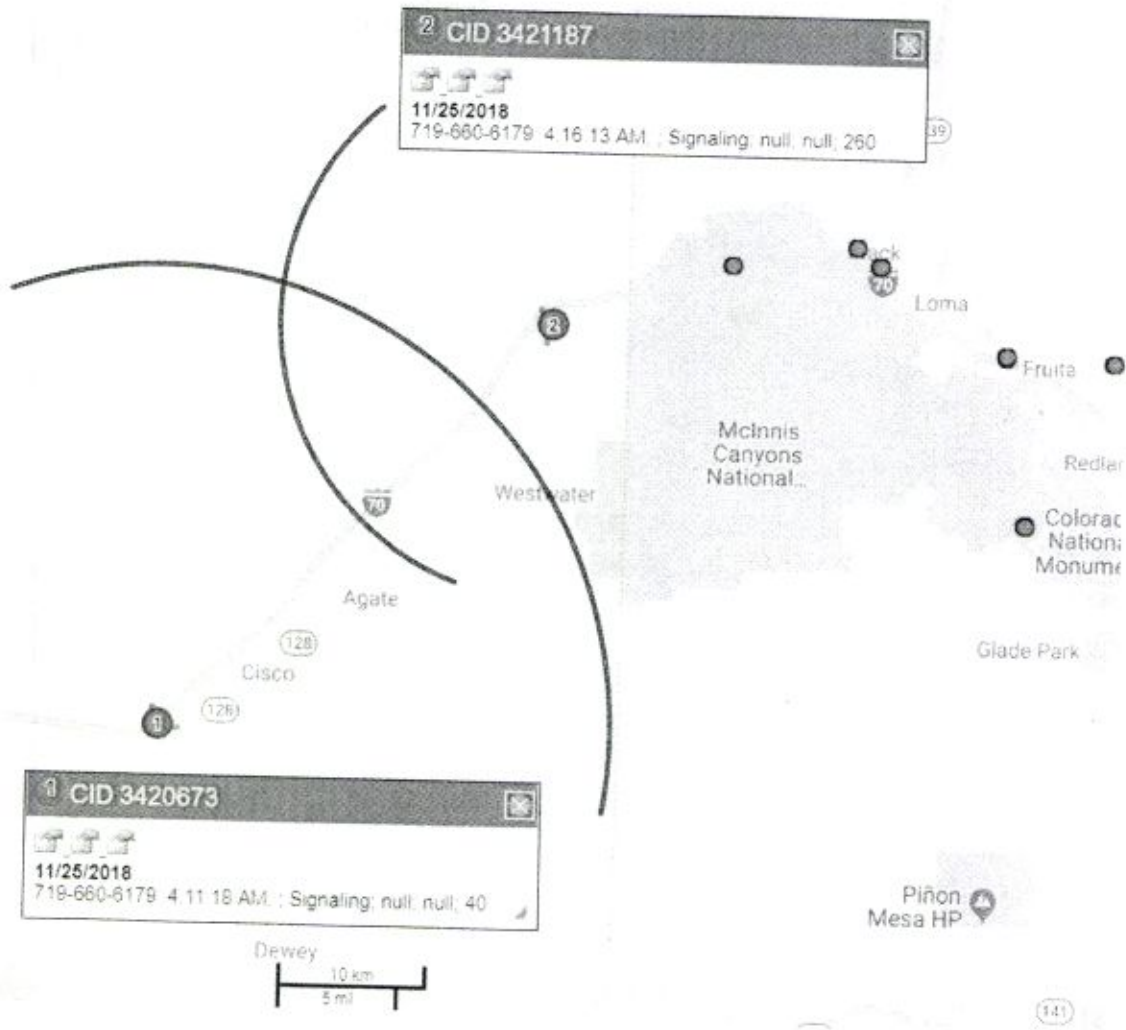 2 CID 3421187
11/25/2018
719-660-6179 4.16 13 AM. ; Signaling; null; null; 260
39
70
Loma
2
Fruita
McInnis
Canyons
National...
Westwater
70
Colorac
Nationa
Monume
Agate
128
Glade Park
Cisco
128
1
1 CID 3420673
11/25/2018
719-660-6179 4.11 18 AM. ; Signaling; null; null; 40
Piñon
Mesa HP
Dewey
10 km
5 mi
141